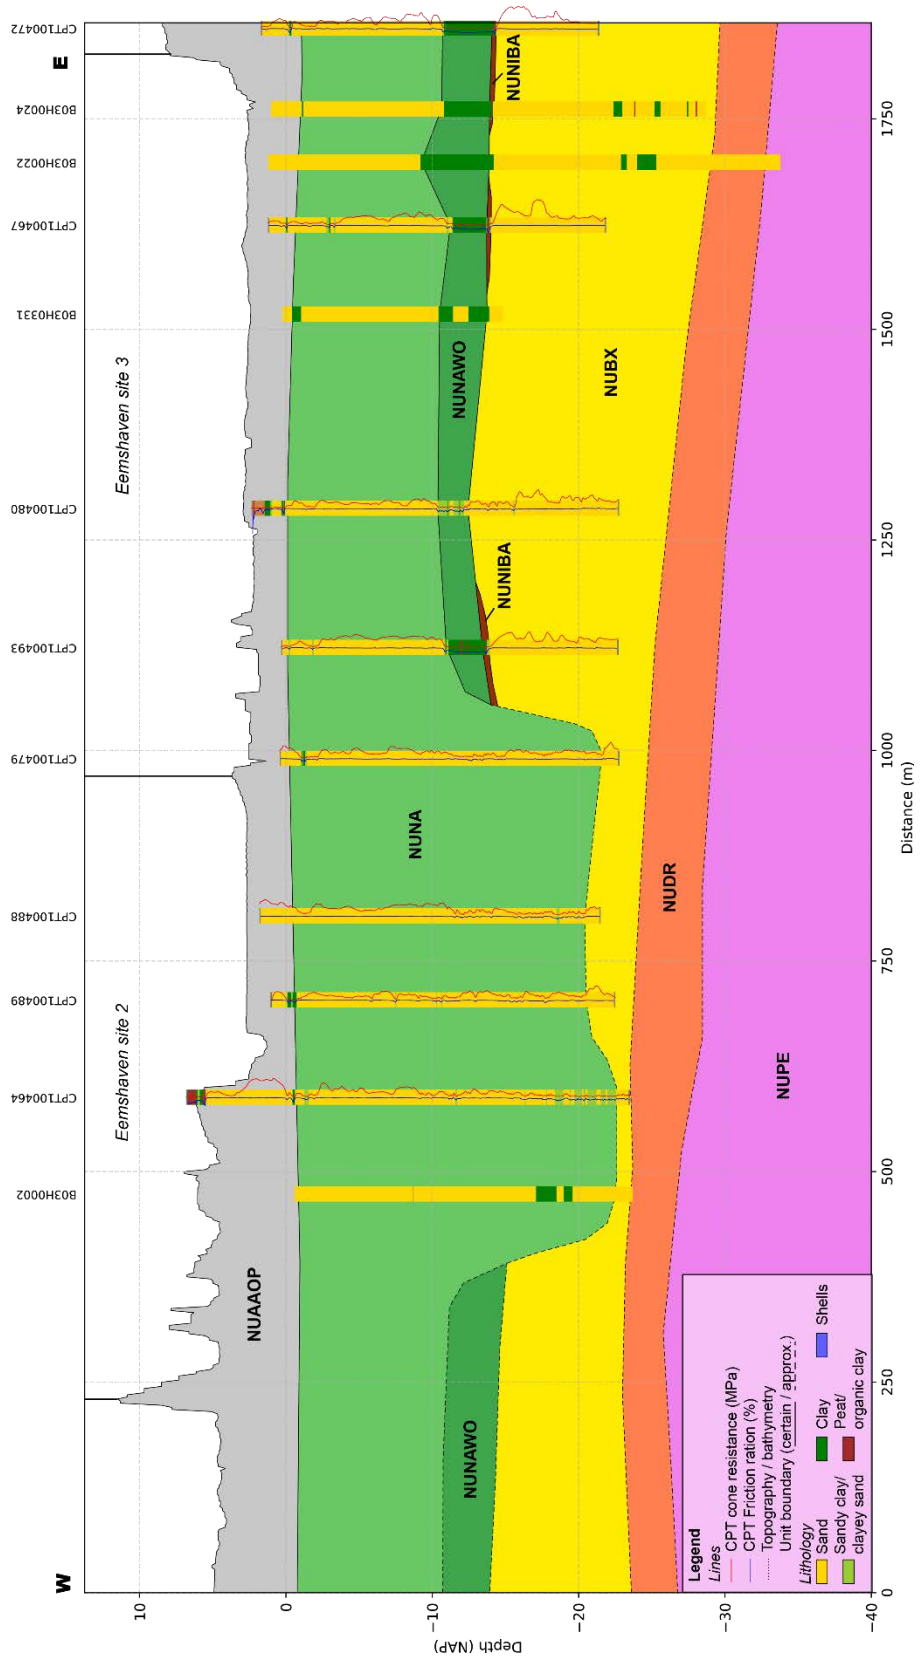 W
E
B03H0002
CPT100464
CPT100489
CPT100488
CPT100479
CPT100493
CPT100480
B03H0331
CPT100467
B03H0022
B03H0024
CPT100472
Eemshaven site 2
Eemshaven site 3
NUAAOP
NUNA
NUNAWO
NUNAWO
NUNIBA
NUNIBA
NUBX
NUDR
NUPE
Depth (NAP)
10
0
−10
−20
−30
−40
0
250
500
750
1000
1250
1500
1750
Distance (m)
Legend
Lines
CPT cone resistance (MPa)
CPT Friction ration (%)
Topography / bathymetry
Unit boundary (certain / approx.)
Lithology
Sand
Clay
Shells
Sandy clay/
clayey sand
Peat/
organic clay